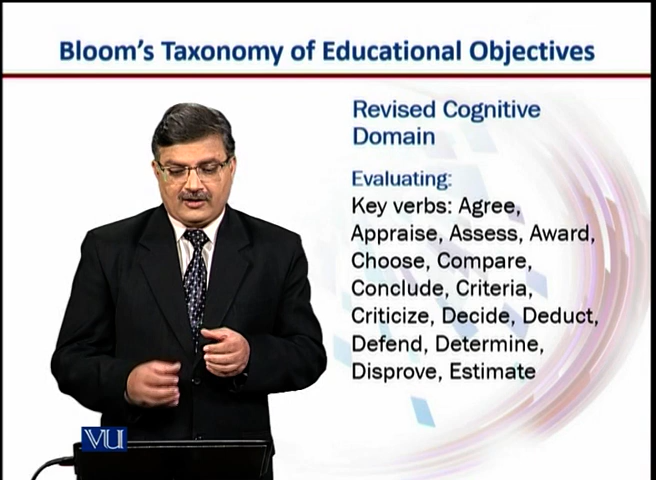 Bloom's Taxonomy of Educational Objectives
Revised Cognitive
Domain
Evaluating:
Key verbs: Agree,
Appraise, Assess, Award,
Choose, Compare,
Conclude, Criteria,
Criticize, Decide, Deduct,
Defend, Determine,
Disprove, Estimate
VU